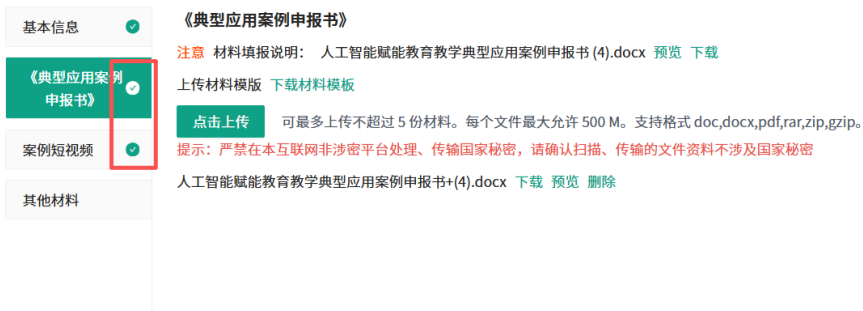 基本信息
《典型应用案例
申报书》
案例短视频
其他材料
《典型应用案例申报书》
注意 材料填报说明： 人工智能赋能教育教学典型应用案例申报书 (4).docx 预览 下载
上传材料模版 下载材料模板
点击上传 可最多上传不超过 5 份材料。每个文件最大允许 500 M。支持格式 doc,docx,pdf,rar,zip,gzip。
提示：严禁在本互联网非涉密平台处理、传输国家秘密，请确认扫描、传输的文件资料不涉及国家秘密
人工智能赋能教育教学典型应用案例申报书+(4).docx 下载 预览 删除